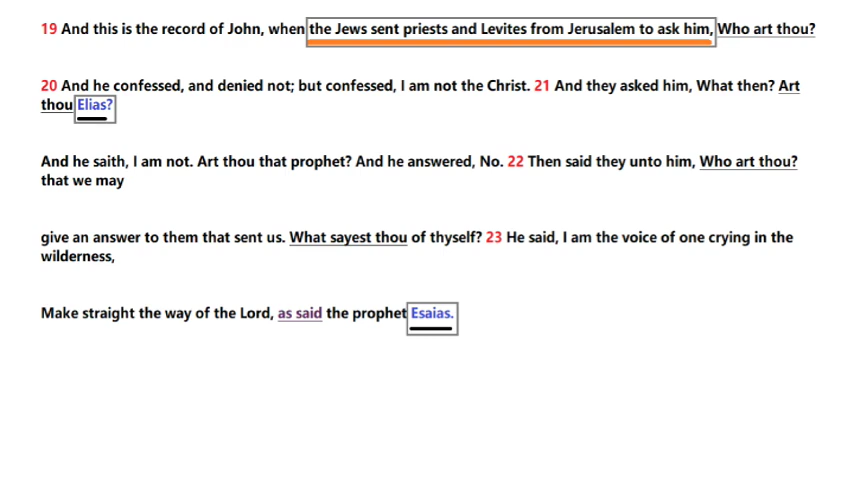 19 And this is the record of John, when the Jews sent priests and Levites from Jerusalem to ask him, Who art thou?
20 And he confessed, and denied not; but confessed, I am not the Christ. 21 And they asked him, What then? Art
thou Elias?
And he saith, I am not. Art thou that prophet? And he answered, No. 22 Then said they unto him, Who art thou?
that we may
give an answer to them that sent us. What sayest thou of thyself? 23 He said, I am the voice of one crying in the
wilderness,
Make straight the way of the Lord, as said the prophet Esaias.